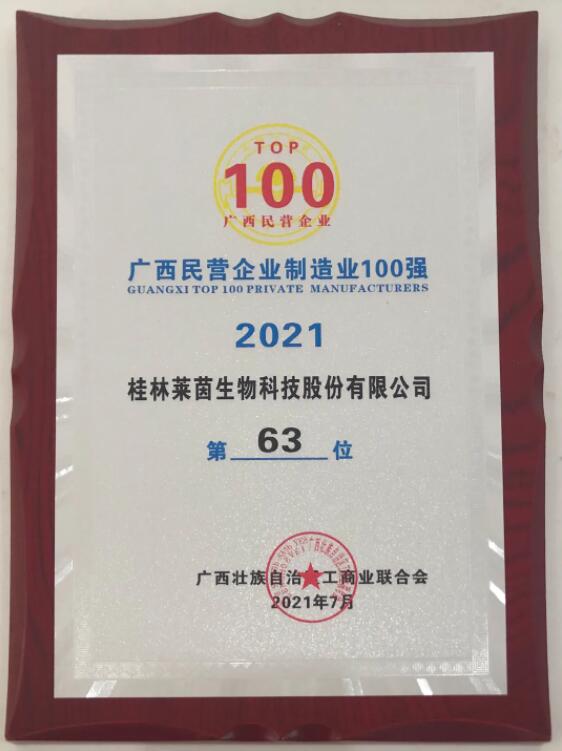 TOP
100
广西民营企业
广西民营企业制造业100强
GUANGXI TOP 100 PRIVATE MANUFACTURERS
2021
桂林莱茵生物科技股份有限公司
第 63 位
广西壮族自治 工商业联合会
2021年7月